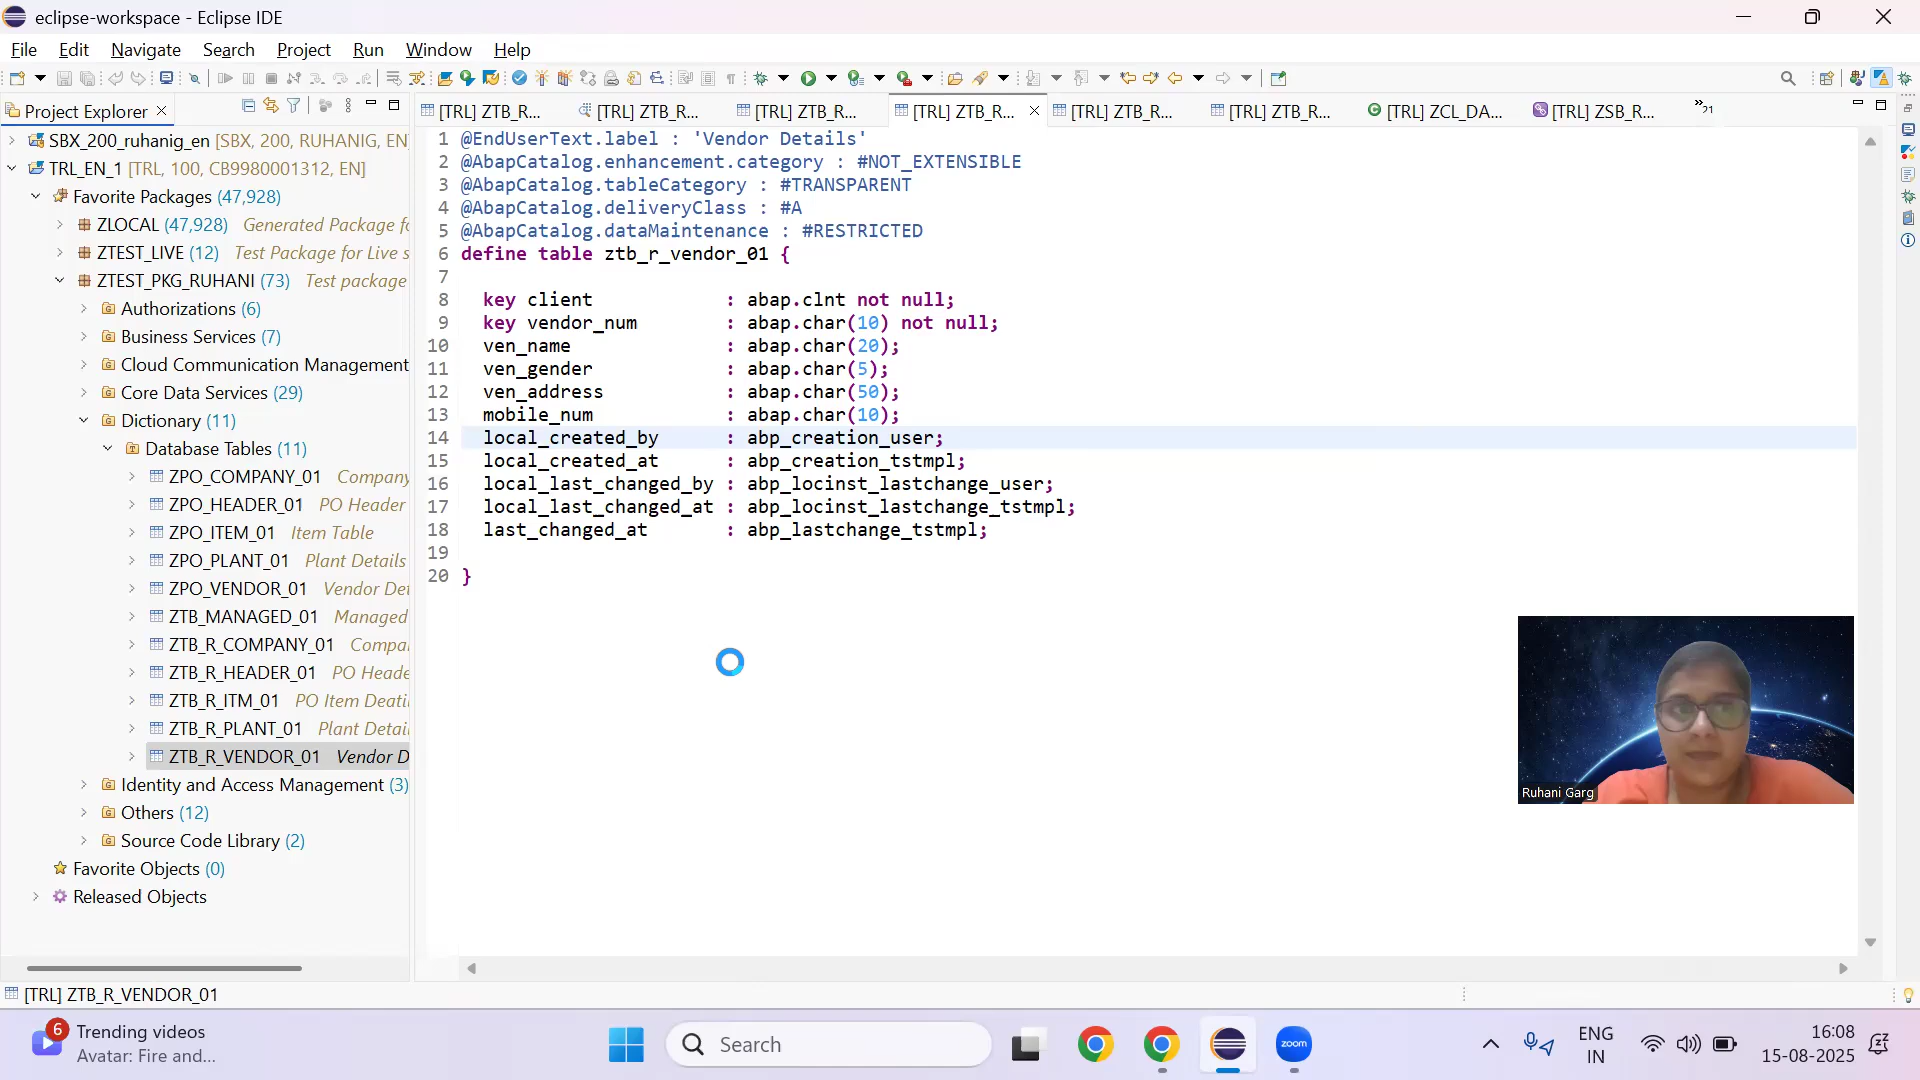 eclipse-workspace - Eclipse IDE
File Edit Navigate Search Project Run Window Help
Project Explorer
[TRL] ZTB_R... [TRL] ZTB_R... [TRL] ZTB_R... [TRL] ZTB_R... [TRL] ZTB_R... [TRL] ZTB_R... [TRL] ZCL_DA... [TRL] ZSB_R... »21
SBX_200_ruhanig_en [SBX, 200, RUHANIG, EN]
TRL_EN_1 [TRL, 100, CB9980001312, EN]
Favorite Packages (47,928)
ZLOCAL (47,928) Generated Package fo
ZTEST_LIVE (12) Test Package for Live s
ZTEST_PKG_RUHANI (73) Test package
Authorizations (6)
Business Services (7)
Cloud Communication Management
Core Data Services (29)
Dictionary (11)
Database Tables (11)
ZPO_COMPANY_01 Company
ZPO_HEADER_01 PO Header
ZPO_ITEM_01 Item Table
ZPO_PLANT_01 Plant Details
ZPO_VENDOR_01 Vendor Det
ZTB_MANAGED_01 Managed
ZTB_R_COMPANY_01 Compa
ZTB_R_HEADER_01 PO Heade
ZTB_R_ITM_01 PO Item Deatil
ZTB_R_PLANT_01 Plant Detail
ZTB_R_VENDOR_01 Vendor D
Identity and Access Management (3)
Others (12)
Source Code Library (2)
Favorite Objects (0)
Released Objects
1 @EndUserText.label : 'Vendor Details'
2 @AbapCatalog.enhancement.category : #NOT_EXTENSIBLE
3 @AbapCatalog.tableCategory : #TRANSPARENT
4 @AbapCatalog.deliveryClass : #A
5 @AbapCatalog.dataMaintenance : #RESTRICTED
6 define table ztb_r_vendor_01 {
7
8 key client : abap.clnt not null;
9 key vendor_num : abap.char(10) not null;
10 ven_name : abap.char(20);
11 ven_gender : abap.char(5);
12 ven_address : abap.char(50);
13 mobile_num : abap.char(10);
14 local_created_by : abp_creation_user;
15 local_created_at : abp_creation_tstmpl;
16 local_last_changed_by : abp_locinst_lastchange_user;
17 local_last_changed_at : abp_locinst_lastchange_tstmpl;
18 last_changed_at : abp_lastchange_tstmpl;
19
20 }
Ruhani Garg
[TRL] ZTB_R_VENDOR_01
6
Trending videos
Avatar: Fire and...
Search
zoom
ENG
IN
16:08
15-08-2025